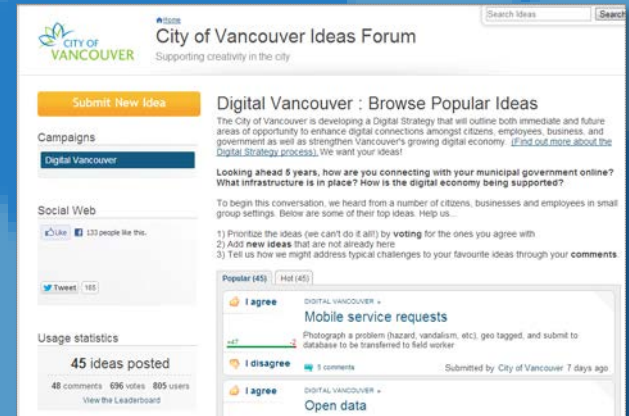 Home
Search Ideas
Search
CITY OF
VANCOUVER
City of Vancouver Ideas Forum
Supporting creativity in the city
Submit New Idea
Campaigns
Digital Vancouver
Social Web
Like
133 people like this.
Tweet
165
Usage statistics
45 ideas posted
48 comments 696 votes 805 users
View the Leaderboard
Digital Vancouver : Browse Popular Ideas
The City of Vancouver is developing a Digital Strategy that will outline both immediate and future
areas of opportunity to enhance digital connections amongst citizens, employees, business, and
government as well as strengthen Vancouver's growing digital economy. (Find out more about the
Digital Strategy process). We want your ideas!
Looking ahead 5 years, how are you connecting with your municipal government online?
What infrastructure is in place? How is the digital economy being supported?
To begin this conversation, we heard from a number of citizens, businesses and employees in small
group settings. Below are some of their top ideas. Help us...
1) Prioritize the ideas (we can't do it all!) by voting for the ones you agree with
2) Add new ideas that are not already here
3) Tell us how we might address typical challenges to your favourite ideas through your comments.
Popular (45) Hot (45)
I agree
DIGITAL VANCOUVER »
Mobile service requests
Photograph a problem (hazard, vandalism, etc), geo tagged, and submit to
database to be transferred to field worker
+47 -2
I disagree
5 comments
Submitted by City of Vancouver 7 days ago
I agree
DIGITAL VANCOUVER »
Open data